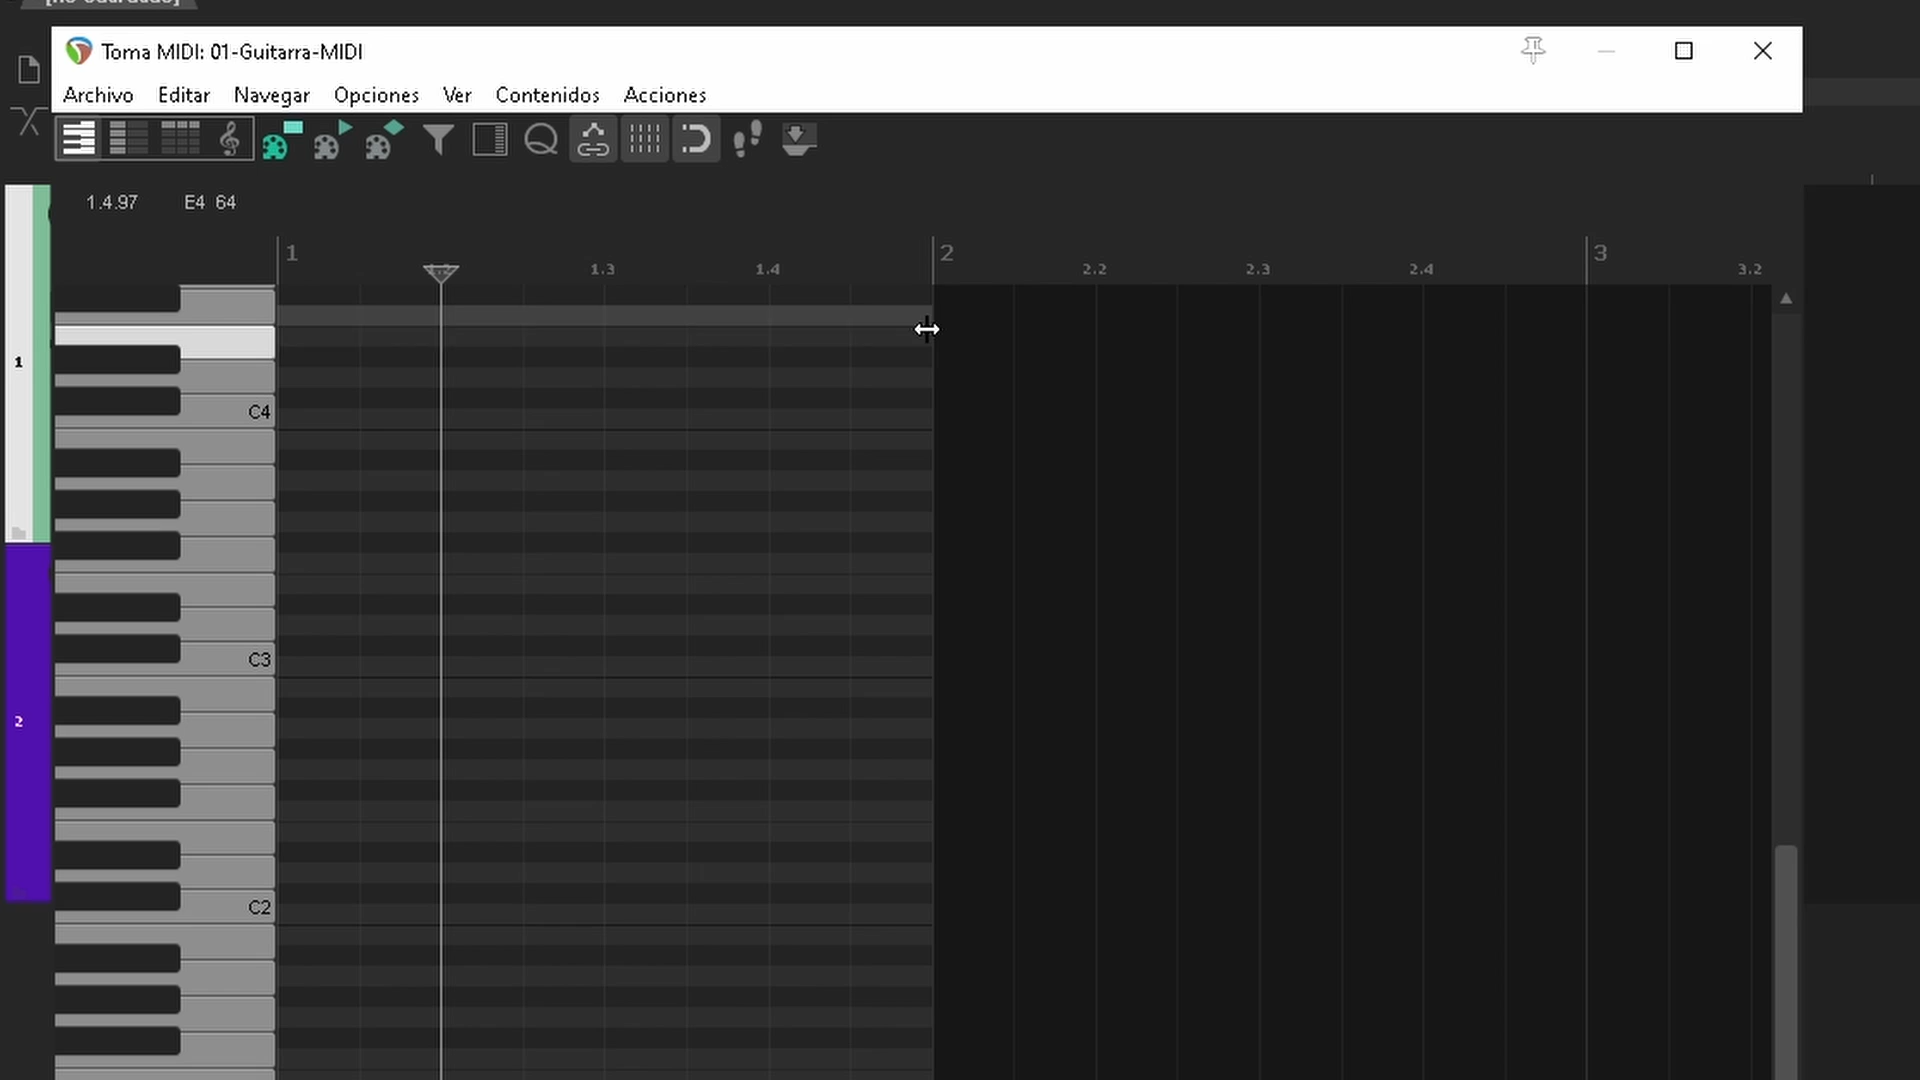 Toma MIDI: 01-Guitarra-MIDI
Archivo Editar Navegar Opciones Ver Contenidos Acciones
1.4.97 E4 64
1 2 3
1.3 1.4 2.2 2.3 2.4 3.2
1
C4
C3
2
C2